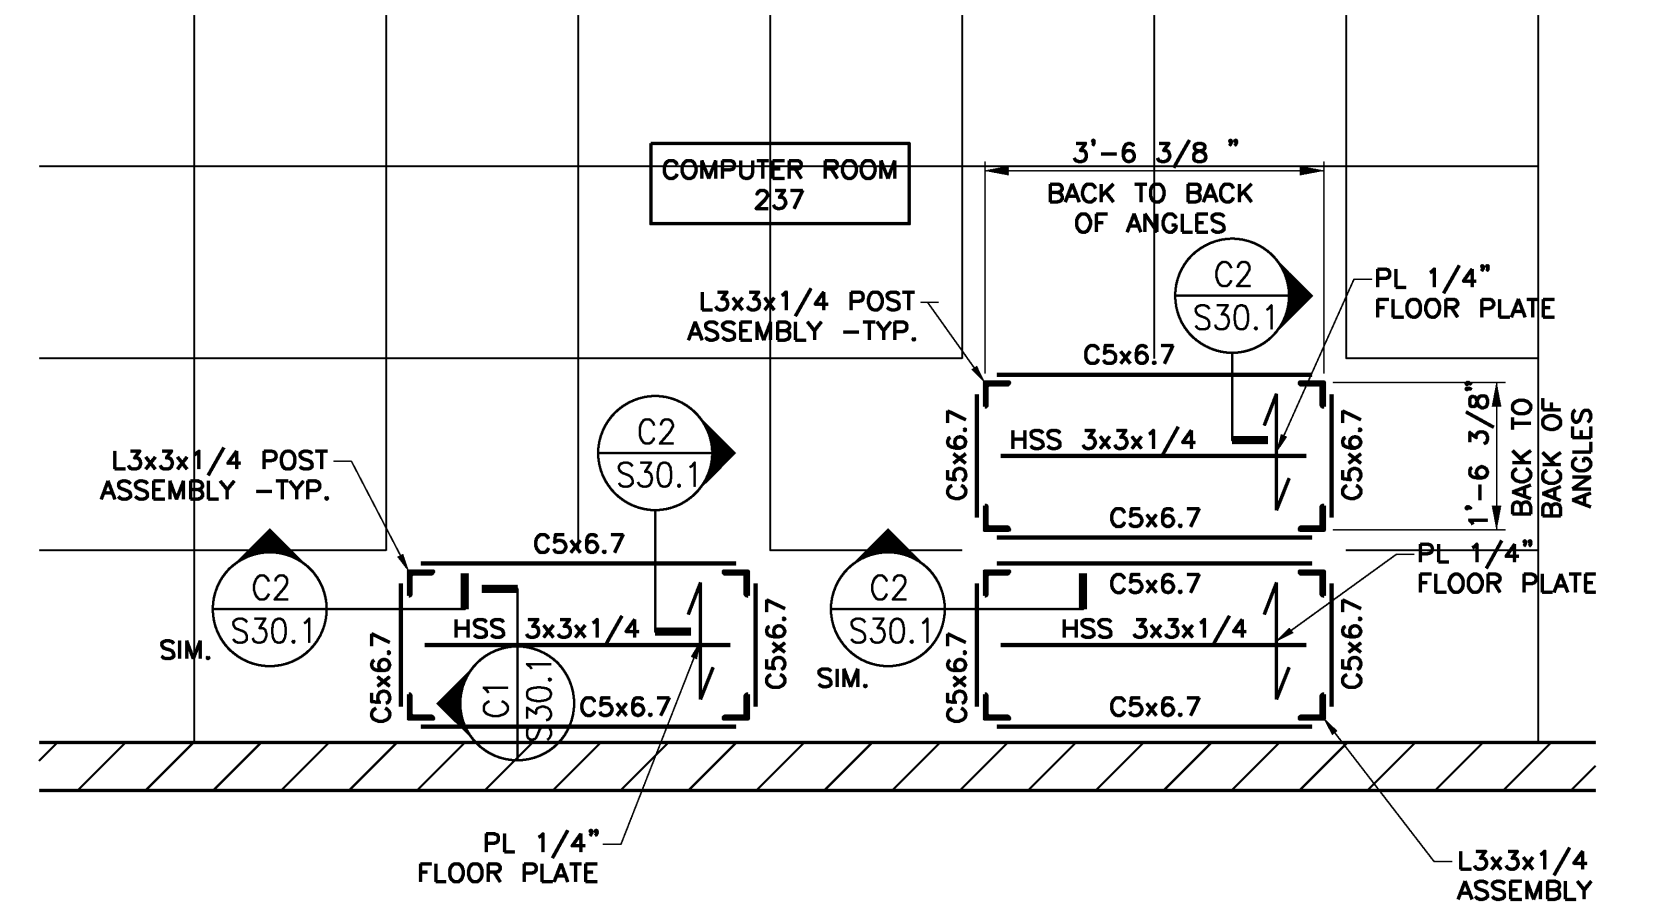 COMPUTER ROOM
237
3'-6 3/8 "
BACK TO BACK
OF ANGLES
C2
S30.1
PL 1/4"
FLOOR PLATE
L3x3x1/4 POST
ASSEMBLY -TYP.
C5x6.7
C5x6.7
HSS 3x3x1/4
C5x6.7
C5x6.7
1'-6 3/8"
BACK TO
BACK OF
ANGLES
C2
S30.1
L3x3x1/4 POST
ASSEMBLY -TYP.
C5x6.7
C2
S30.1
SIM.
HSS 3x3x1/4
C5x6.7
C5x6.7
C1
S30.1
C5x6.7
PL 1/4"
FLOOR PLATE
C2
S30.1
SIM.
C5x6.7
HSS 3x3x1/4
C5x6.7
C5x6.7
C5x6.7
PL 1/4"
FLOOR PLATE
L3x3x1/4
ASSEMBLY